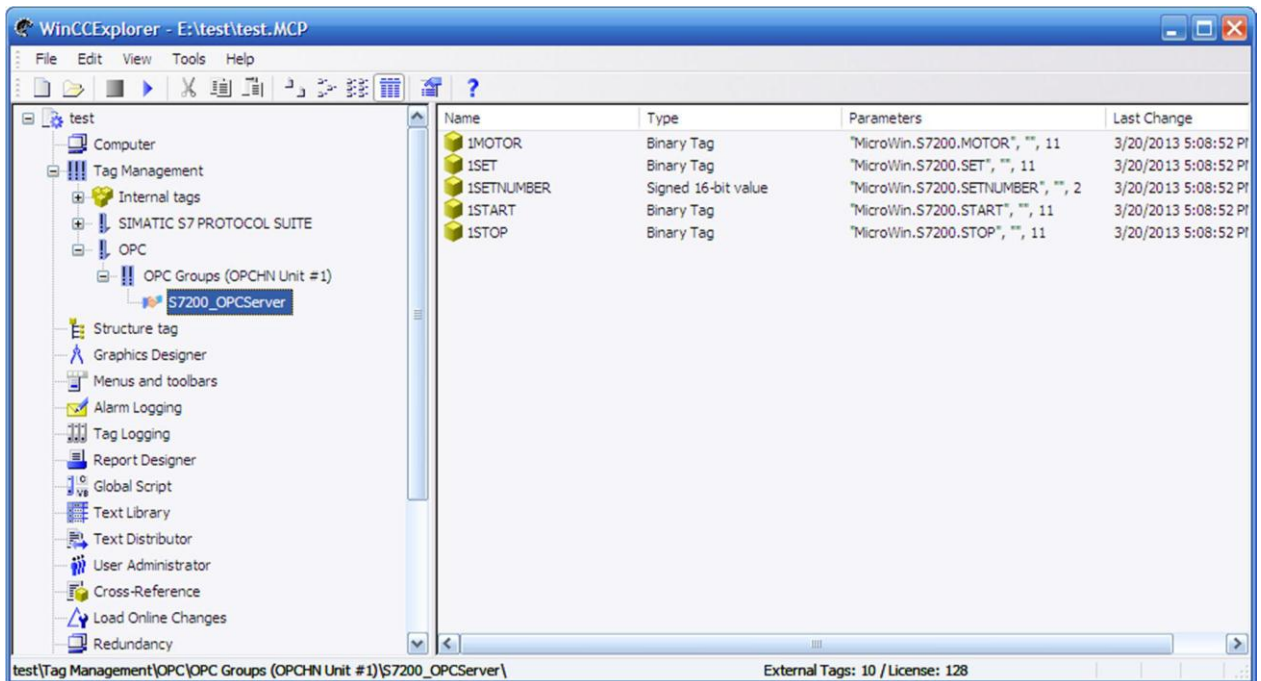 WinCCExplorer - E:\test\test.MCP
File Edit View Tools Help
test
Computer
Tag Management
Internal tags
SIMATIC S7 PROTOCOL SUITE
OPC
OPC Groups (OPCHN Unit #1)
S7200_OPCServer
Structure tag
Graphics Designer
Menus and toolbars
Alarm Logging
Tag Logging
Report Designer
Global Script
Text Library
Text Distributor
User Administrator
Cross-Reference
Load Online Changes
Redundancy
Name Type Parameters Last Change
1MOTOR Binary Tag "MicroWin.S7200.MOTOR", "", 11 3/20/2013 5:08:52 P
1SET Binary Tag "MicroWin.S7200.SET", "", 11 3/20/2013 5:08:52 P
1SETNUMBER Signed 16-bit value "MicroWin.S7200.SETNUMBER", "", 2 3/20/2013 5:08:52 P
1START Binary Tag "MicroWin.S7200.START", "", 11 3/20/2013 5:08:52 P
1STOP Binary Tag "MicroWin.S7200.STOP", "", 11 3/20/2013 5:08:52 P
test\Tag Management\OPC\OPC Groups (OPCHN Unit #1)\S7200_OPCServer\ External Tags: 10 / License: 128